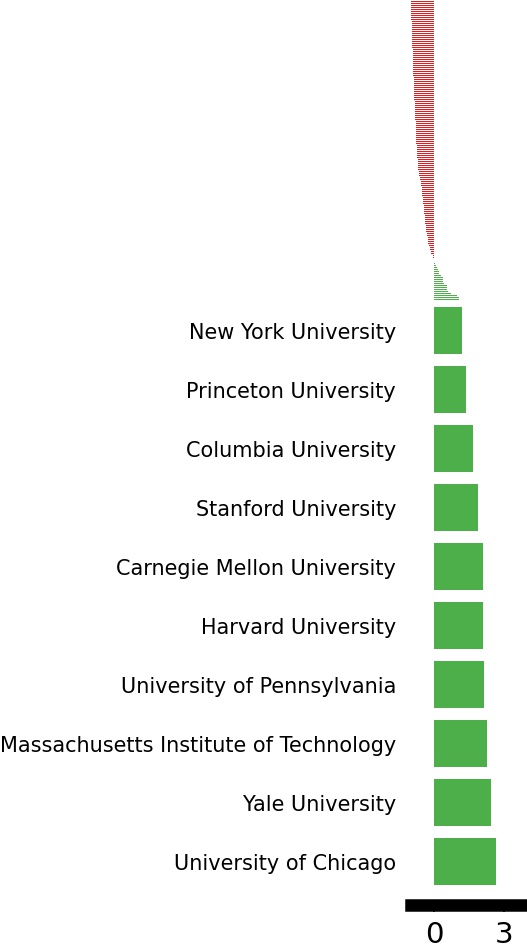 New York University
Princeton University
Columbia University
Stanford University
Carnegie Mellon University
Harvard University
University of Pennsylvania
Massachusetts Institute of Technology
Yale University
University of Chicago
0 3